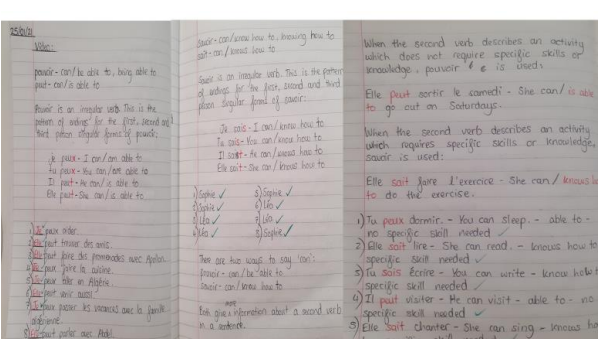 25/01/21
Vibe:
pouvoir - can/be able to, being able to
peut - can/is able to
Pouvoir is an irregular verb. This is the
pattern of endings for the first, second and
third person singular forms of pouvoir:
Je peux - I can/am able to
Tu peux - You can/are able to
Il peut - He can/is able to
Elle peut - She can/is able to
1) Je peux aider.
2) peut trouver des amis.
3) peut faire des promenades avec Apollon.
4) peux faire la cuisine.
5) peux aller en Algérie.
6) peut venir aussi!
7) Je peux passer les vacances avec la famille
algérienne.
8) peut parler avec Abdel.
Savoir - can/know how to, knowing how to
sait - can/knows how to
Savoir is an irregular verb. This is the pattern
of endings for the first, second and third
person singular forms of savoir:
Je sais - I can/know how to
Tu sais - You can/know how to
Il sait - He can/knows how to
Elle sait - She can/knows how to
1) Sophie ✓ 5) Sophie ✓
2) Sophie ✓ 6) Léa ✓
3) Léa ✓ 7) Léa ✓
4) Léa ✓ 8) Sophie ✓
There are two ways to say 'can':
pouvoir - can/be able to
Savoir - can/know how to
more
Both give information about a second verb
in a sentence.
When the second verb describes an activity
which does not require specific skills or
knowledge, pouvoir is used:
Elle peut sortir le samedi - She can/is able
to go out on Saturdays.
When the second verb describes an activity
which requires specific skills or knowledge,
savoir is used:
Elle sait faire l'exercice - She can/knows
to do the exercise.
1) Tu peux dormir. - You can sleep. - able to -
no specific skill needed ✓
2) Elle sait lire - She can read. - knows how to
specific skill needed ✓
3) Tu sais écrire - You can write - know how
specific skill needed ✓
4) Il peut visiter - He can visit - able to - no
specific skill needed ✓
5) Elle sait chanter - She can sing - knows